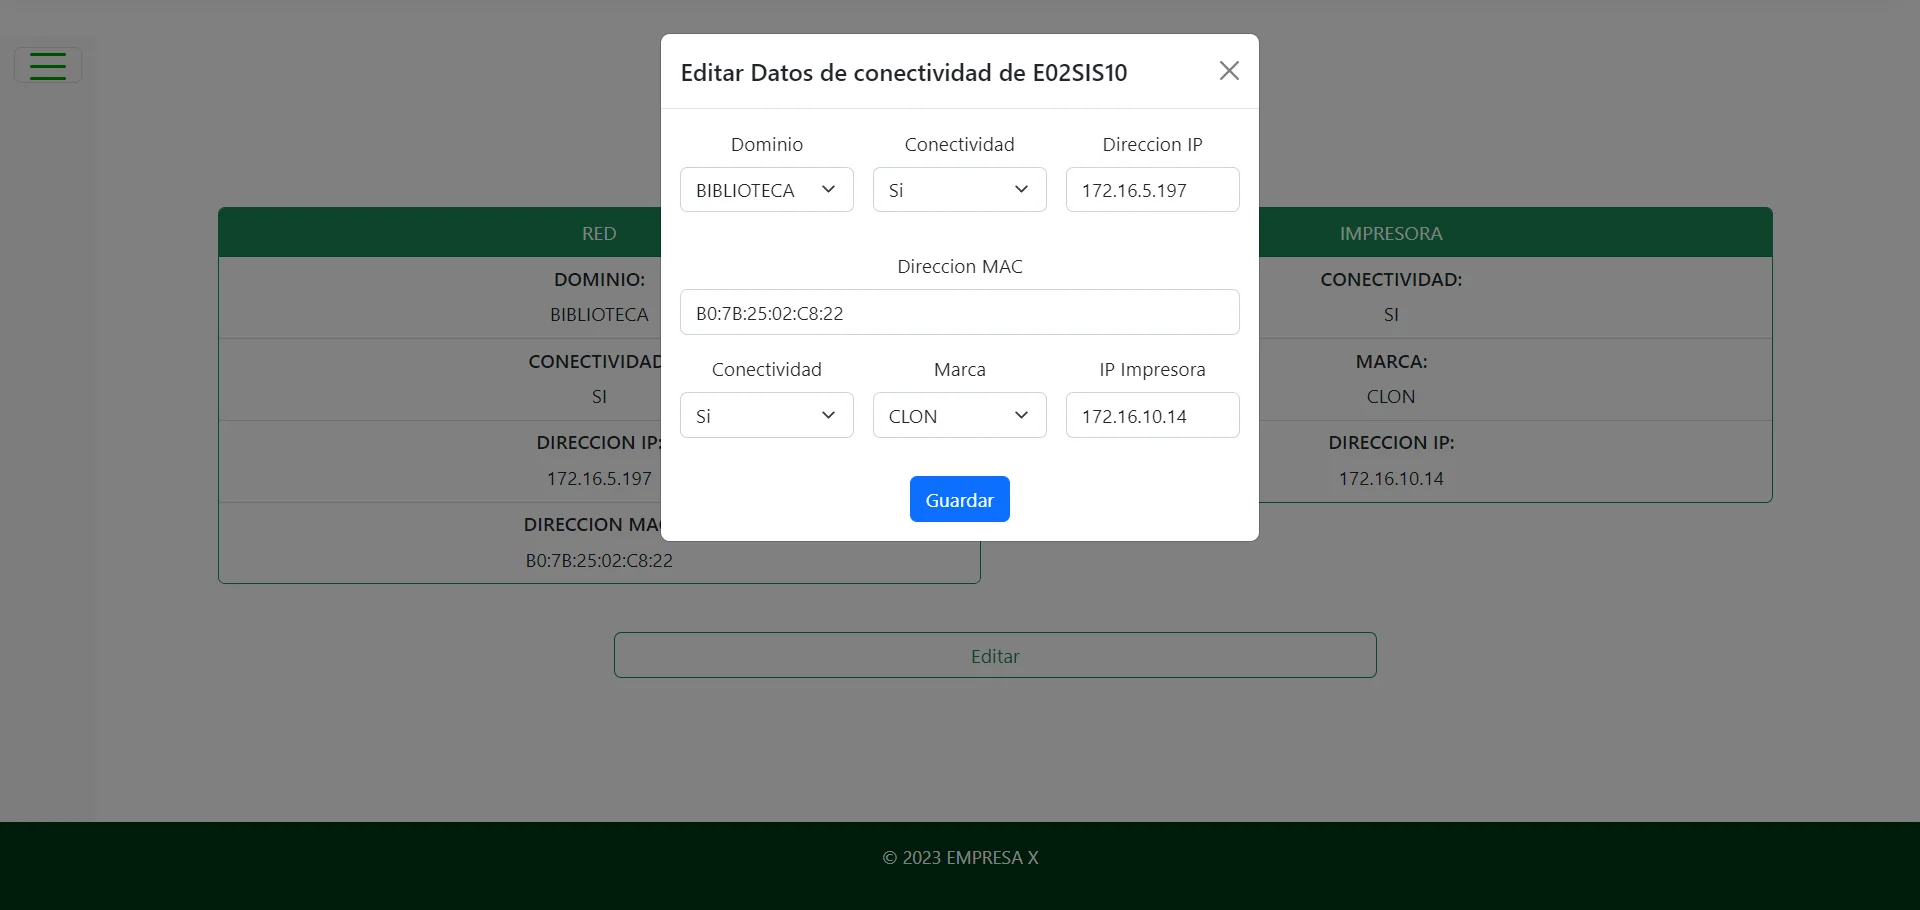 Editar Datos de conectividad de E02SIS10
Dominio Conectividad Direccion IP
BIBLIOTECA Si 172.16.5.197
Direccion MAC
B0:7B:25:02:C8:22
Conectividad Marca IP Impresora
Si CLON 172.16.10.14
Guardar
RED
DOMINIO:
BIBLIOTECA
CONECTIVIDAD
SI
DIRECCION IP:
172.16.5.197
DIRECCION MAC
B0:7B:25:02:C8:22
IMPRESORA
CONECTIVIDAD:
SI
MARCA:
CLON
DIRECCION IP:
172.16.10.14
Editar
© 2023 EMPRESA X